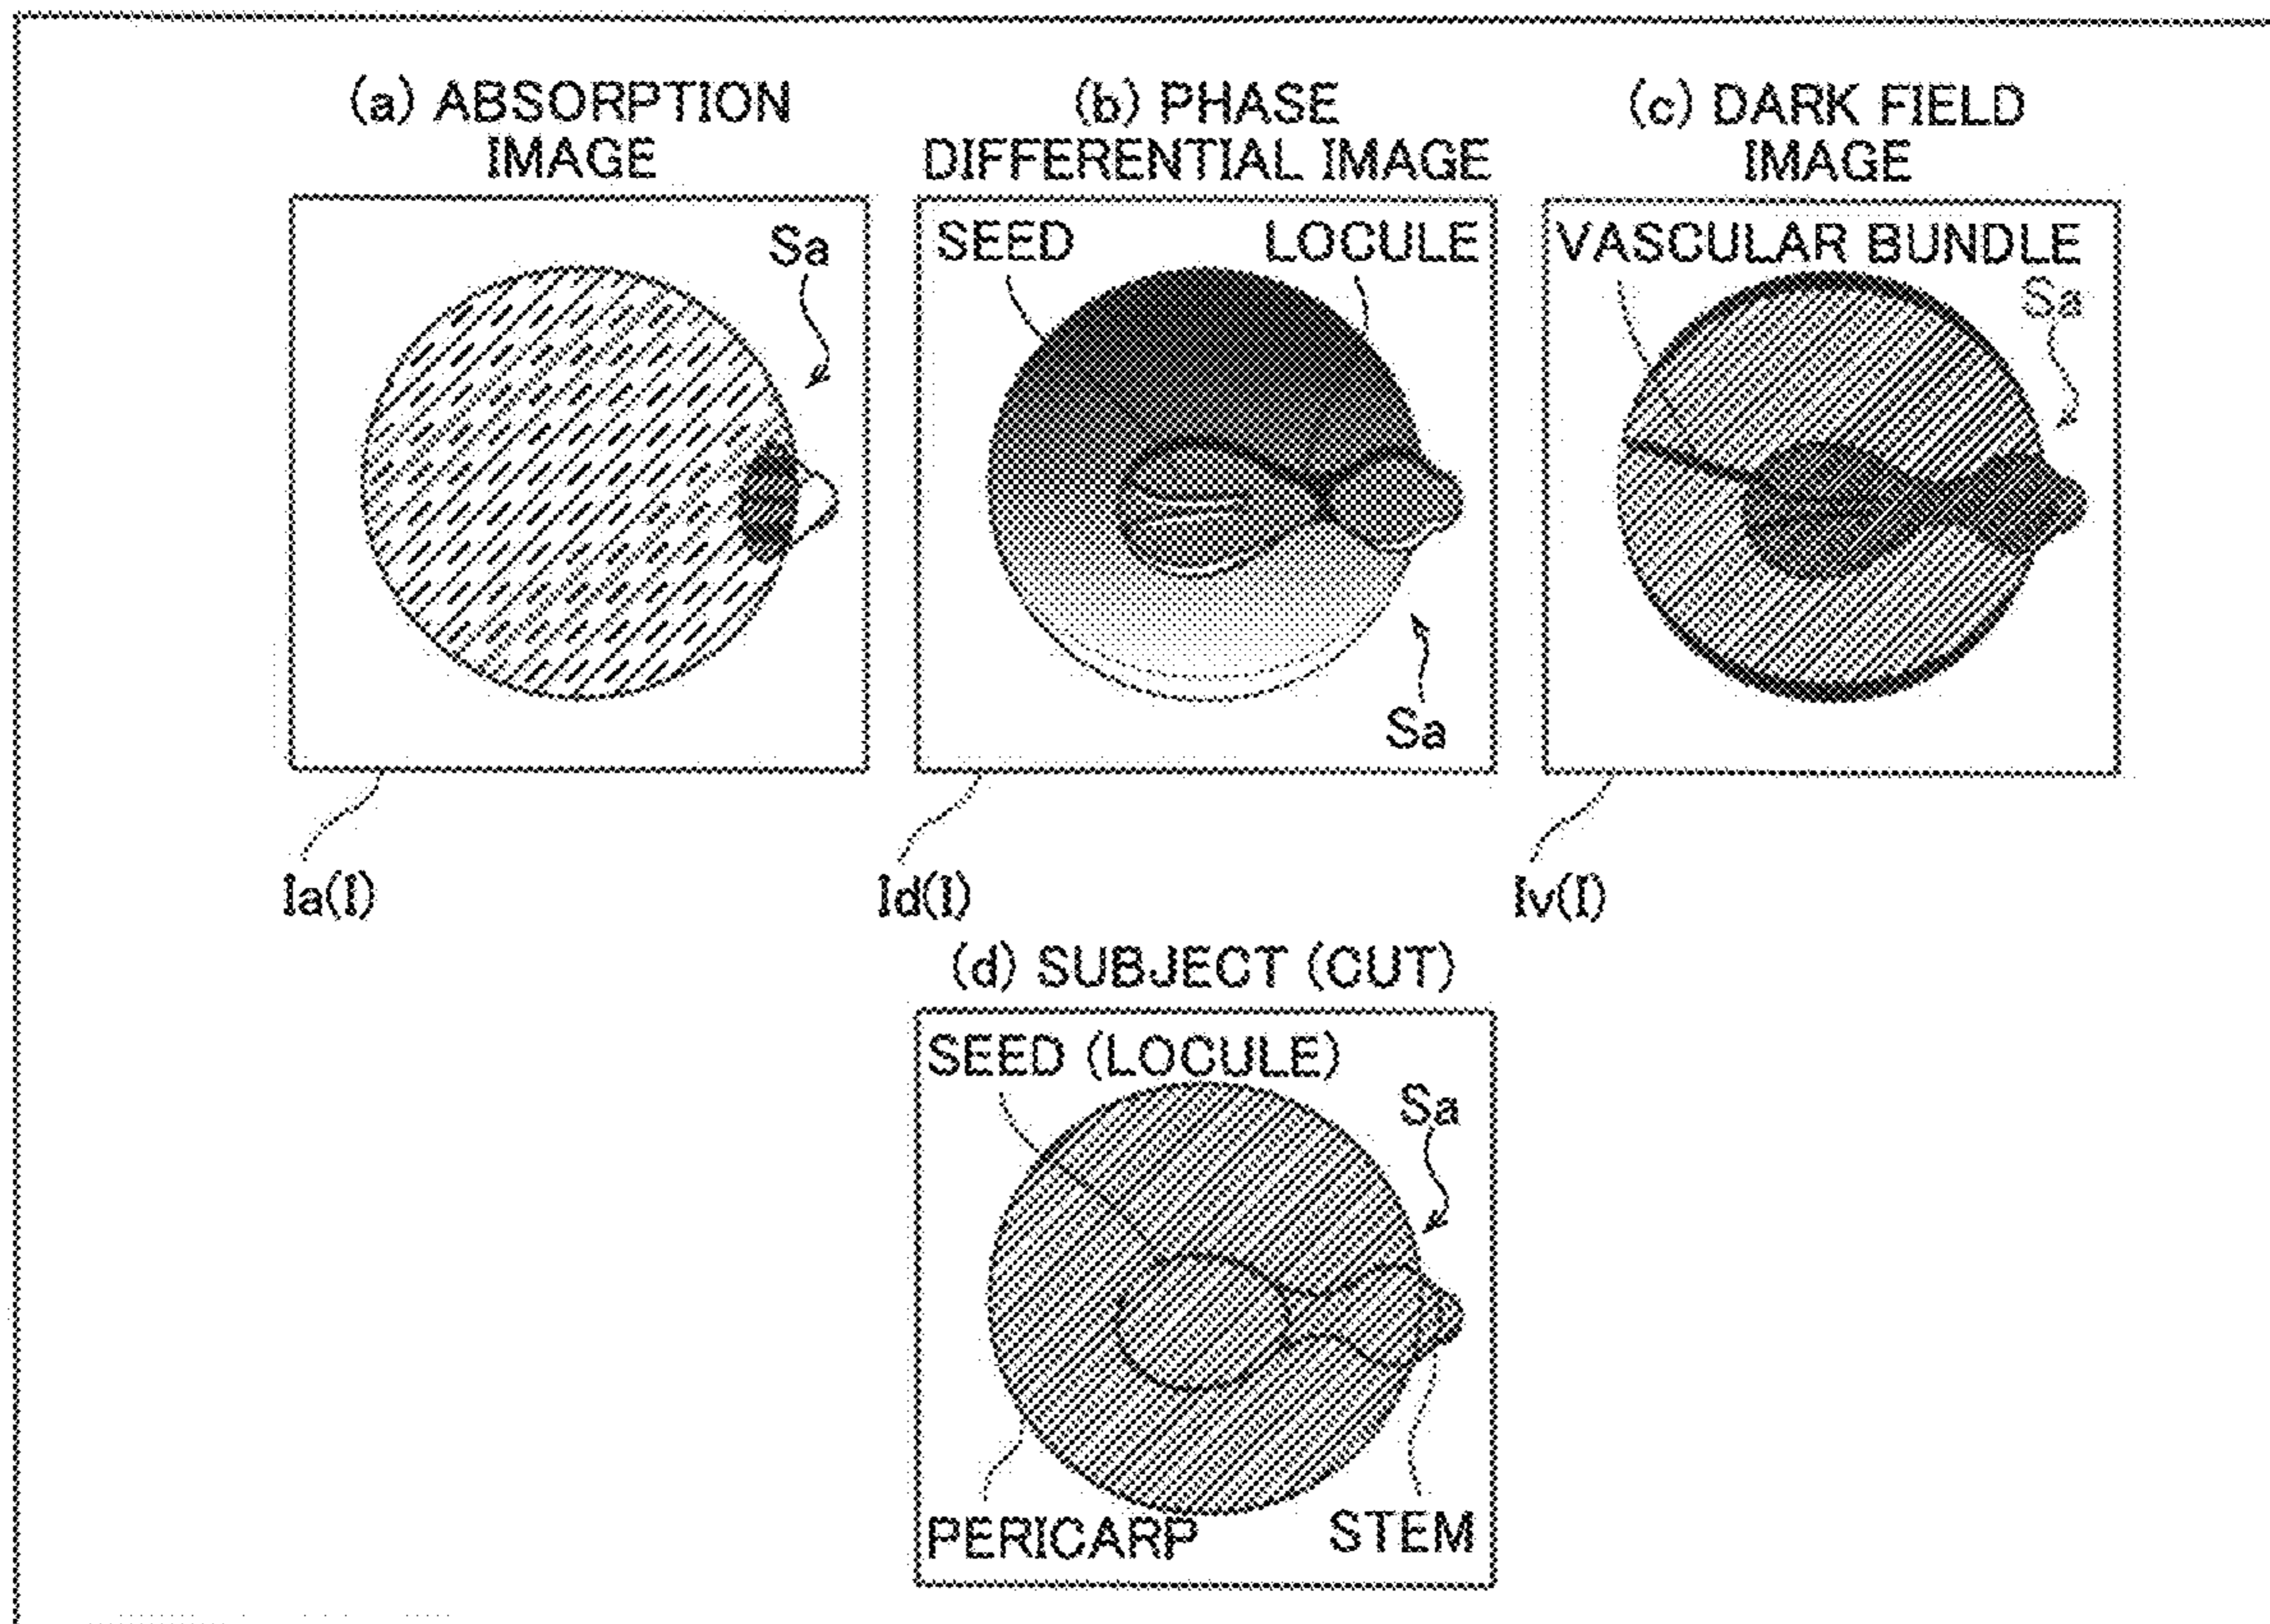 (a) ABSORPTION
IMAGE
Sa
Ia(I)
(b) PHASE
DIFFERENTIAL IMAGE
SEED
LOCULE
Sa
Id(I)
(c) DARK FIELD
IMAGE
VASCULAR BUNDLE
Sa
Iv(I)
(d) SUBJECT (CUT)
SEED (LOCULE)
Sa
PERICARP
STEM